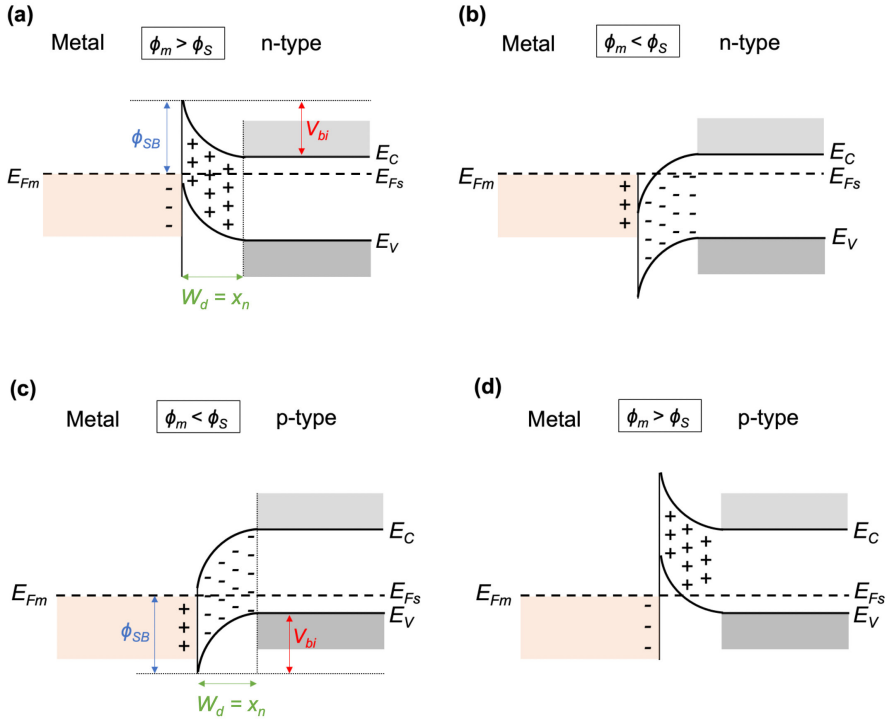 (a)
Metal
ϕm > ϕS
n-type
ϕSB
Vbi
+ + + + + + + + + + + +
EC
EFm
EFs
- - -
EV
Wd = xn
(b)
Metal
ϕm < ϕS
n-type
EC
EFm
EFs
+ + +
EV
(c)
Metal
ϕm < ϕS
p-type
EC
EFm
EFs
+ + +
EV
ϕSB
Vbi
Wd = xn
(d)
Metal
ϕm > ϕS
p-type
EC
EFm
EFs
- - -
EV